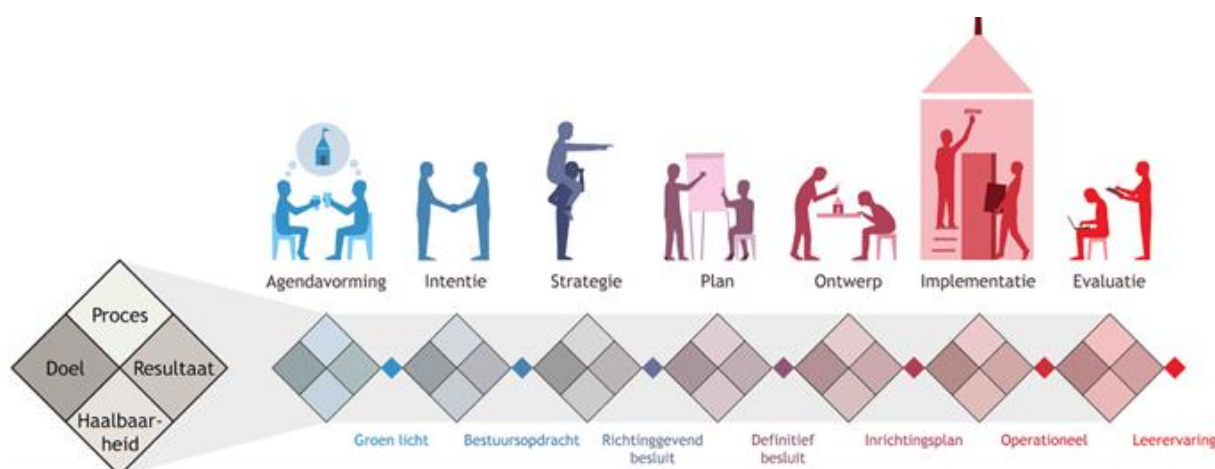 Agendavorming
Intentie
Strategie
Plan
Ontwerp
Implementatie
Evaluatie
Proces
Doel
Resultaat
Haalbaar-
heid
Groen licht
Bestuursopdracht
Richtinggevend
besluit
Definitief
besluit
Inrichtingsplan
Operationeel
Leerervaring